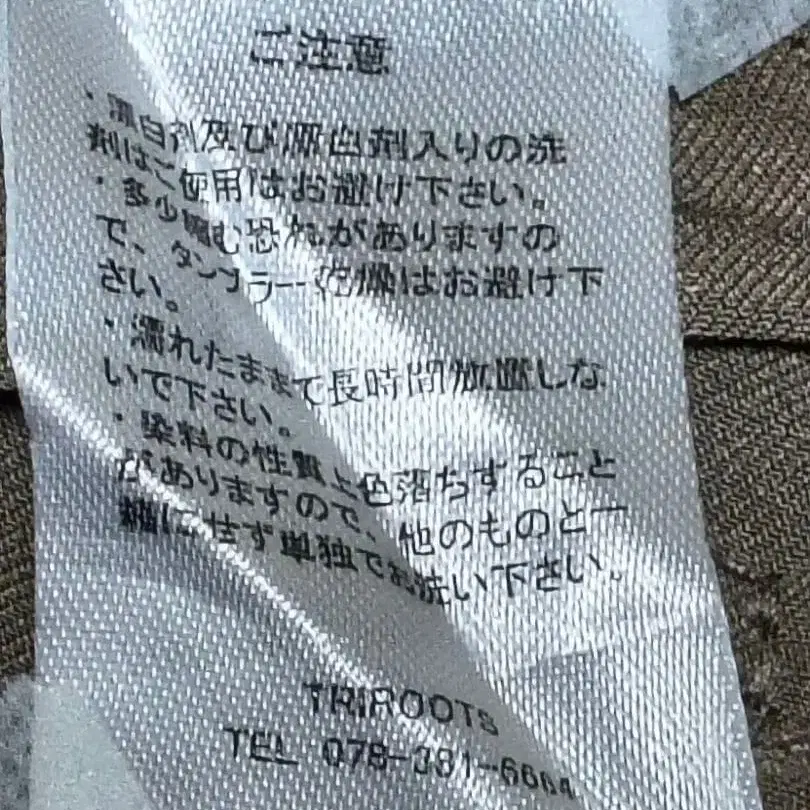 ご注意
・漂白剤及び漂白剤入りの洗
剤はご使用はお避け下さい。
・多少縮む恐れがありますの
で、タンブラー乾燥はお避け下
さい。
・濡れたままで長時間放置しな
いで下さい。
・染料の性質上色落ちすること
がありますので、他のものと一
緒にせず単独でお洗い下さい。
TRIROOTS
TEL 078-381-6664